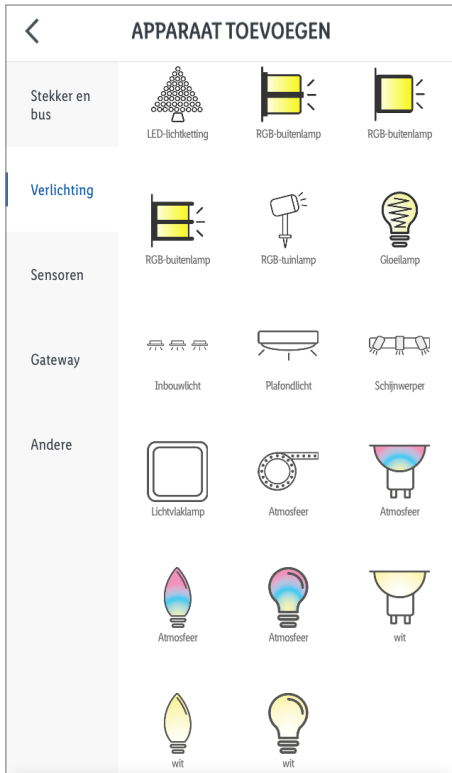 APPARAAT TOEVOEGEN
Stekker en
bus
Verlichting
Sensoren
Gateway
Andere
LED-lichtketting
RGB-buitenlamp
RGB-buitenlamp
RGB-buitenlamp
RGB-tuinlamp
Gloeilamp
Inbouwlicht
Plafondlicht
Schijnwerper
Lichtvlaklamp
Atmosfeer
Atmosfeer
Atmosfeer
Atmosfeer
wit
wit
wit